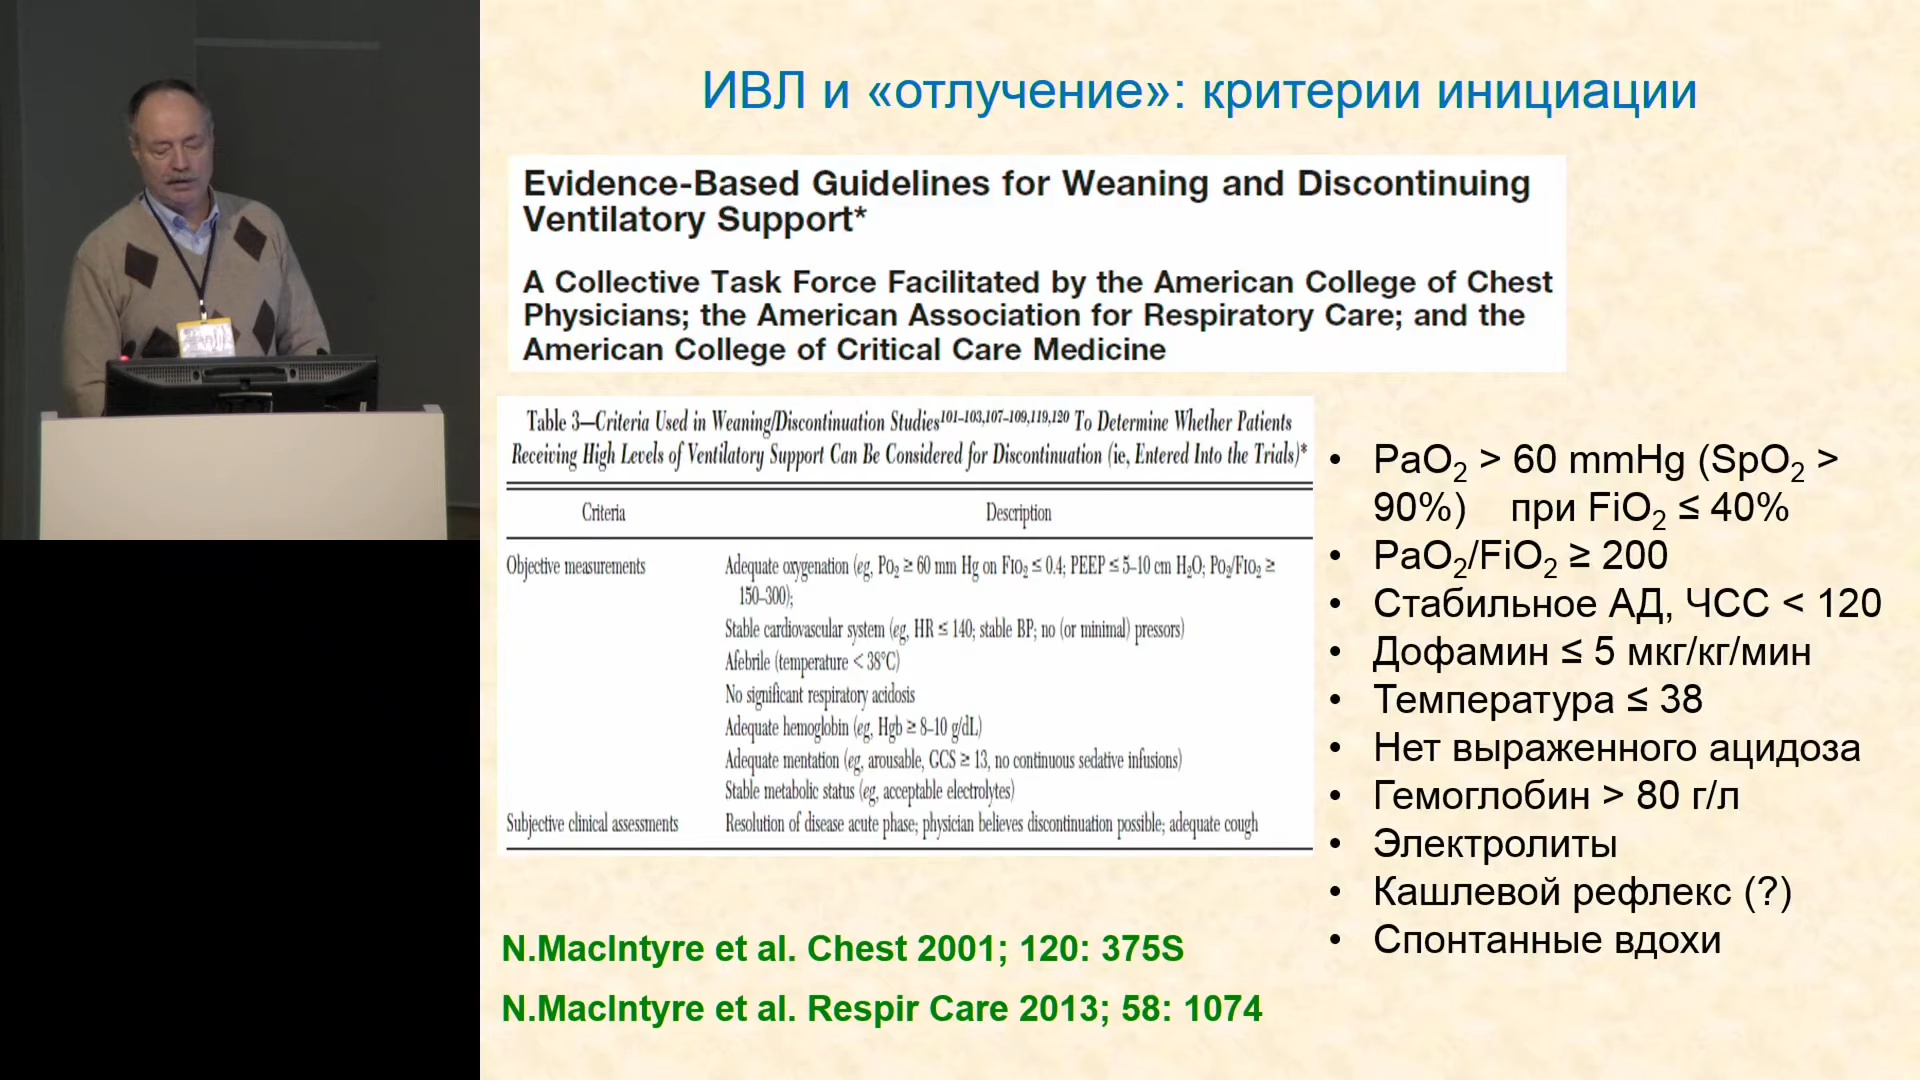 ИВЛ и «отлучение»: критерии инициации
Evidence-Based Guidelines for Weaning and Discontinuing
Ventilatory Support*
A Collective Task Force Facilitated by the American College of Chest
Physicians; the American Association for Respiratory Care; and the
American College of Critical Care Medicine
Table 3—Criteria Used in Weaning/Discontinuation Studies101–103,107–109,119,120 To Determine Whether Patients
Receiving High Levels of Ventilatory Support Can Be Considered for Discontinuation (ie, Entered Into the Trials)*
Criteria Description
Objective measurements Adequate oxygenation (eg, PO2 ≥ 60 mm Hg on FIO2 ≤ 0.4; PEEP ≤ 5–10 cm H2O; PO2/FIO2 ≥
150–300);
Stable cardiovascular system (eg, HR ≤ 140; stable BP; no (or minimal) pressors)
Afebrile (temperature < 38°C)
No significant respiratory acidosis
Adequate hemoglobin (eg, Hgb ≥ 8–10 g/dL)
Adequate mentation (eg, arousable, GCS ≥ 13, no continuous sedative infusions)
Stable metabolic status (eg, acceptable electrolytes)
Subjective clinical assessments Resolution of disease acute phase; physician believes discontinuation possible; adequate cough
• PaO2 > 60 mmHg (SpO2 >
90%) при FiO2 ≤ 40%
• PaO2/FiO2 ≥ 200
• Стабильное АД, ЧСС < 120
• Дофамин ≤ 5 мкг/кг/мин
• Температура ≤ 38
• Нет выраженного ацидоза
• Гемоглобин > 80 г/л
• Электролиты
• Кашлевой рефлекс (?)
• Спонтанные вдохи
N.MacIntyre et al. Chest 2001; 120: 375S
N.MacIntyre et al. Respir Care 2013; 58: 1074